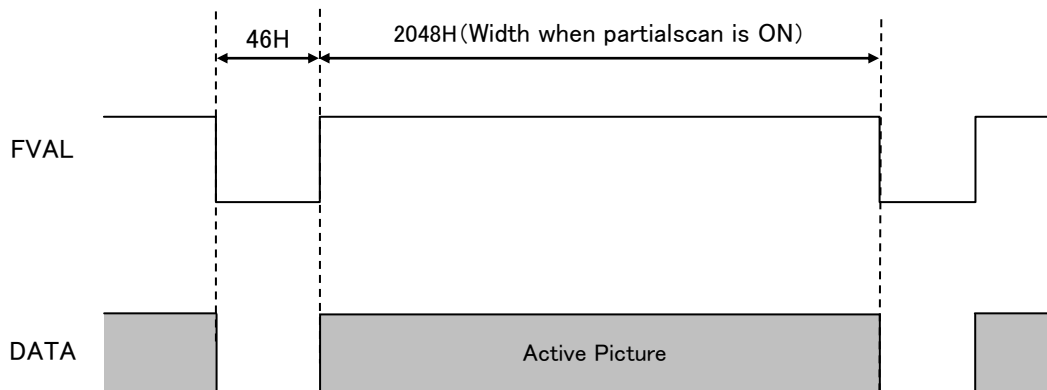 46H
2048H(Width when partialscan is ON)
FVAL
DATA
Active Picture